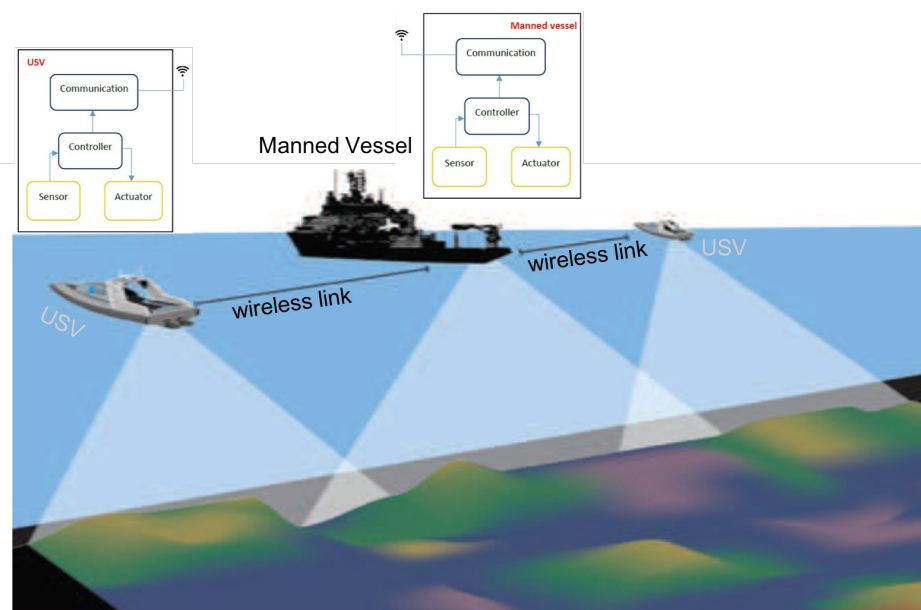 USV
Communication
Controller
Sensor
Actuator
Manned vessel
Communication
Controller
Sensor
Actuator
Manned Vessel
USV
wireless link
wireless link
USV